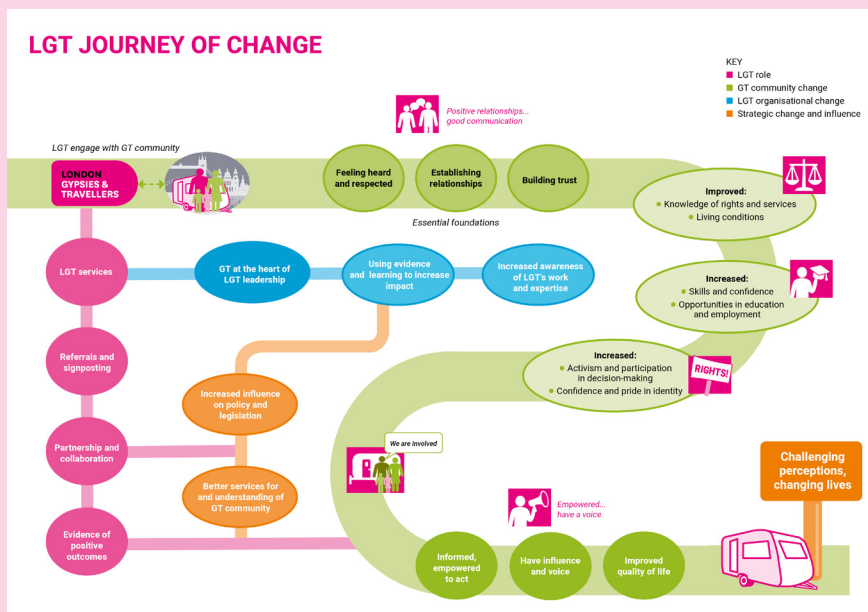 LGT JOURNEY OF CHANGE
KEY
LGT role
GT community change
LGT organisational change
Strategic change and influence
LGT engage with GT community
LONDON
GYPSIES &
TRAVELLERS
Positive relationships...
good communication
Feeling heard
and respected
Establishing
relationships
Building trust
Essential foundations
Improved:
Knowledge of rights and services
Living conditions
LGT services
GT at the heart of
LGT leadership
Using evidence
and learning to increase
impact
Increased awareness
of LGT's work
and expertise
Increased:
Skills and confidence
Opportunities in education
and employment
Referrals and
signposting
Increased influence
on policy and
legislation
Increased:
Activism and participation
in decision-making
Confidence and pride in identity
RIGHTS!
Partnership and
collaboration
We are involved
Better services for
and understanding of
GT community
Challenging
perceptions,
changing lives
Evidence of
positive
outcomes
Empowered...
have a voice
Informed,
empowered
to act
Have influence
and voice
Improved
quality of life